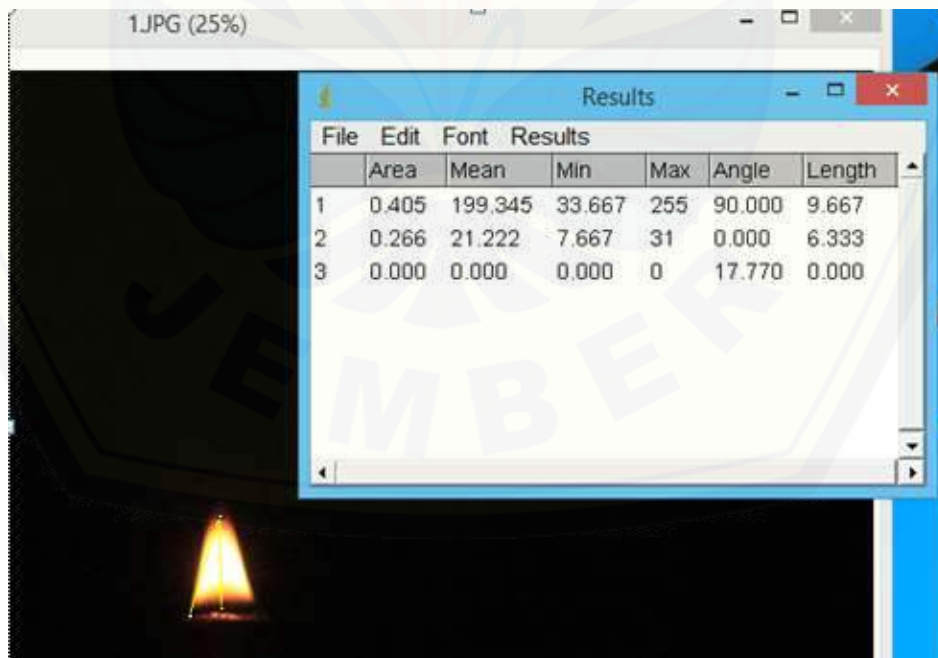 1.JPG (25%)
Results
File Edit Font Results
Area Mean Min Max Angle Length
1 0.405 199.345 33.667 255 90.000 9.667
2 0.266 21.222 7.667 31 0.000 6.333
3 0.000 0.000 0.000 0 17.770 0.000
JEMBER